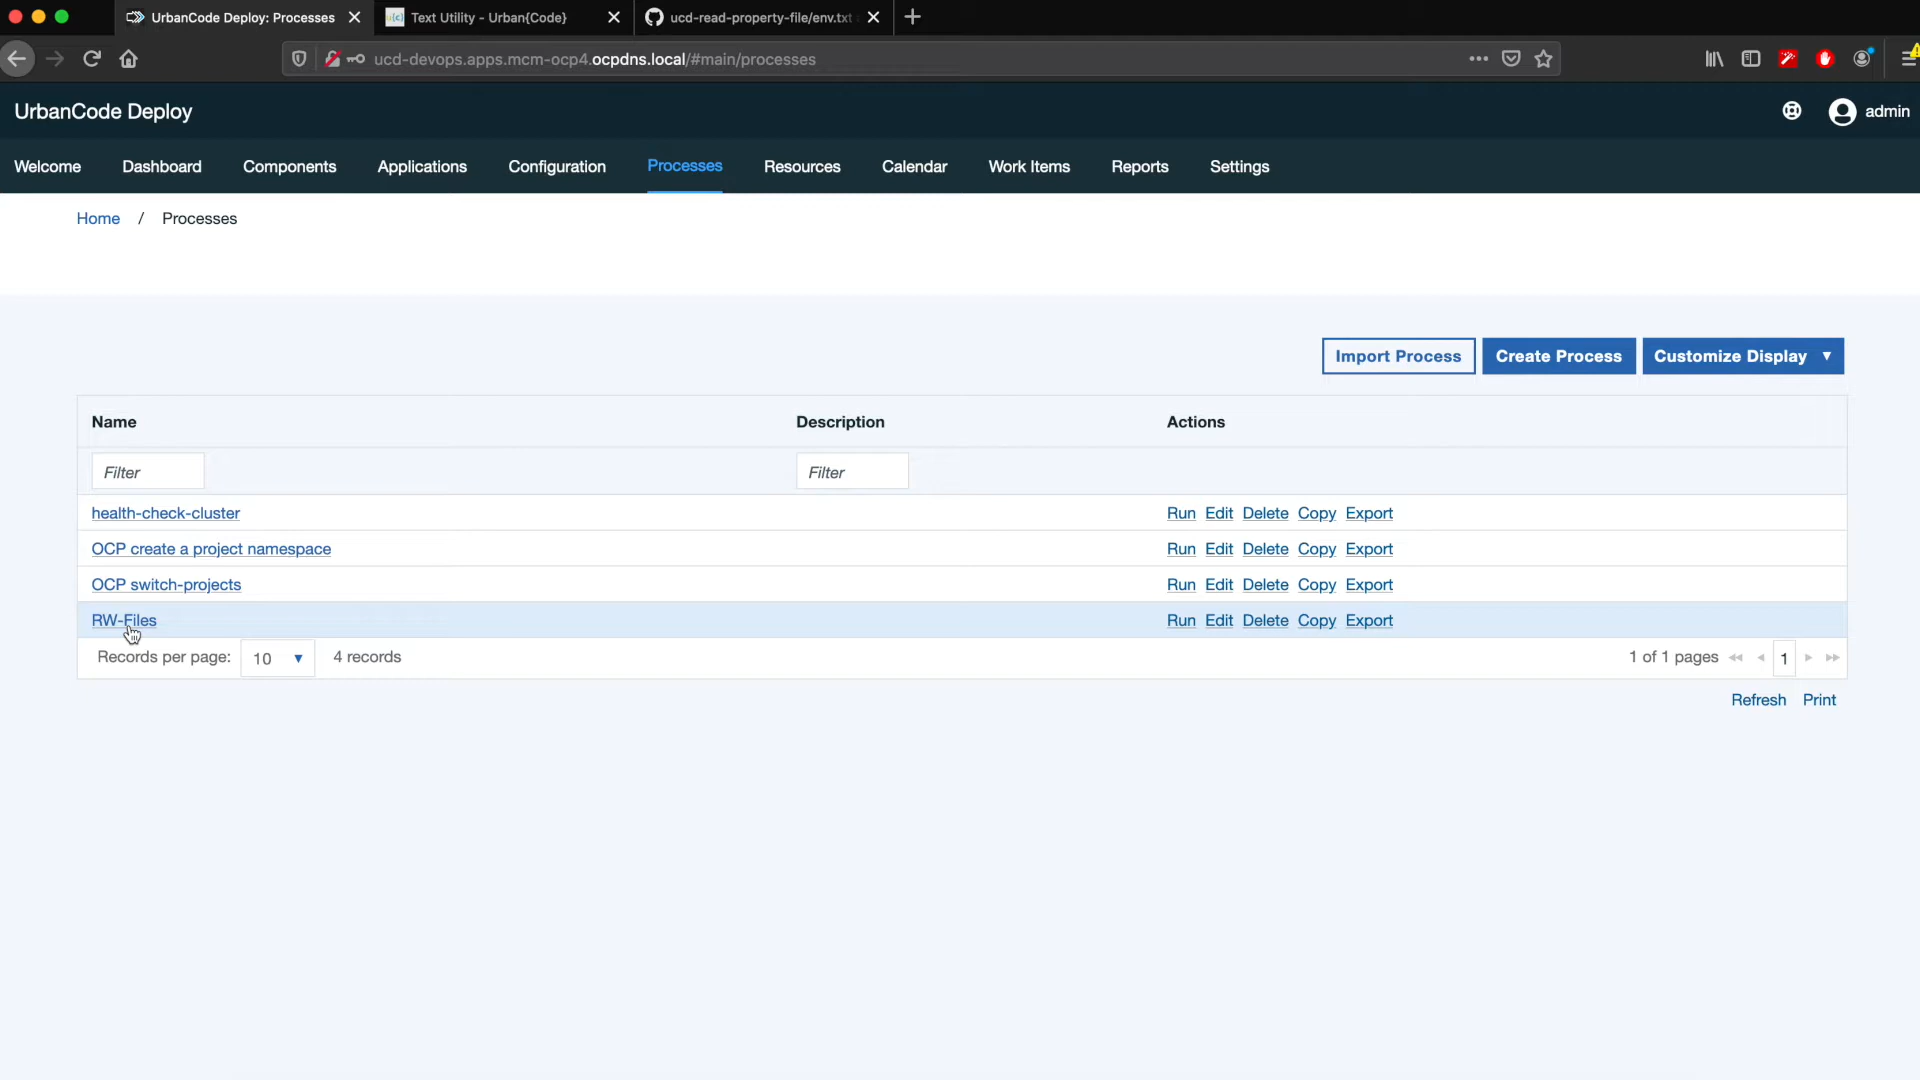 UrbanCode Deploy: Processes
Text Utility - Urban{Code}
ucd-read-property-file/env.txt
ucd-devops.apps.mcm-ocp4.ocpdns.local/#main/processes
UrbanCode Deploy
admin
Welcome Dashboard Components Applications Configuration Processes Resources Calendar Work Items Reports Settings
Home / Processes
Import Process Create Process Customize Display
Name Description Actions
Filter Filter
health-check-cluster Run Edit Delete Copy Export
OCP create a project namespace Run Edit Delete Copy Export
OCP switch-projects Run Edit Delete Copy Export
RW-Files Run Edit Delete Copy Export
Records per page: 10 4 records 1 of 1 pages 1
Refresh Print